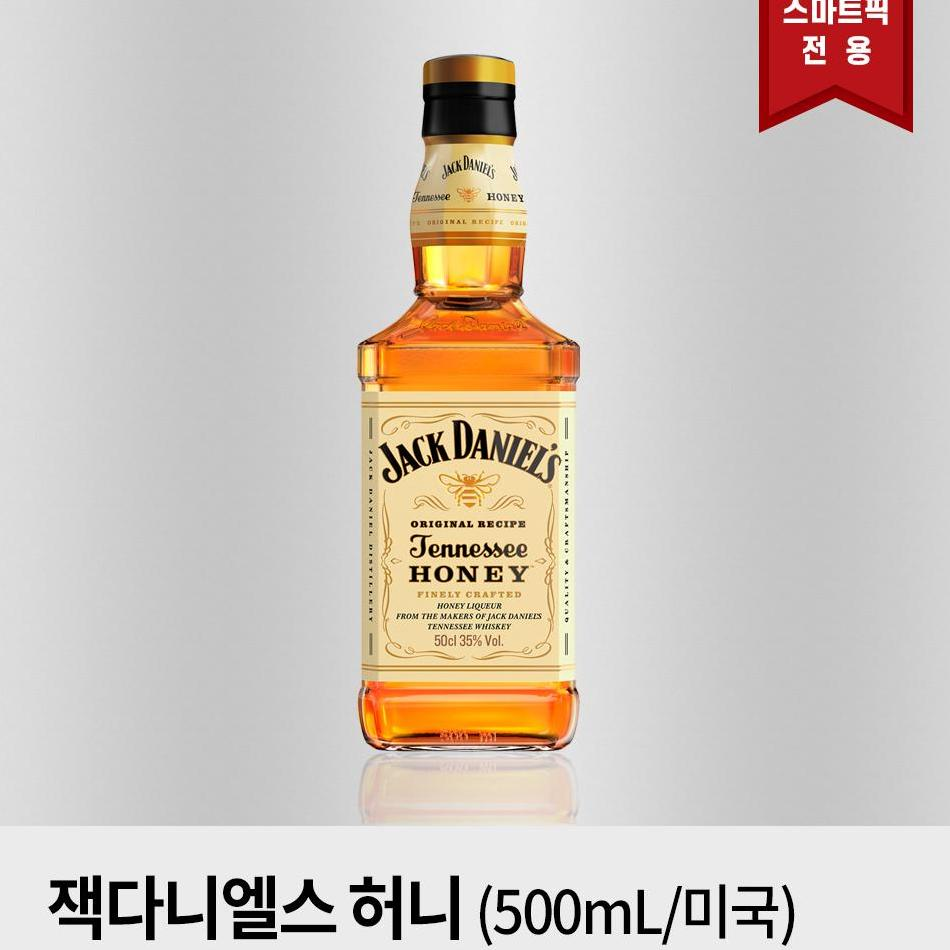 스마트픽
전 용
JACK DANIEL'S
Tennessee HONEY
ORIGINAL RECIPE
JACK DANIEL'S
ORIGINAL RECIPE
Tennessee
HONEY
FINELY CRAFTED
HONEY LIQUEUR
FROM THE MAKERS OF JACK DANIEL'S
TENNESSEE WHISKEY
50cl 35% Vol.
JACK DANIEL DISTILLERY
QUALITY & CRAFTSMANSHIP
500 ml
잭다니엘스 허니 (500mL/미국)